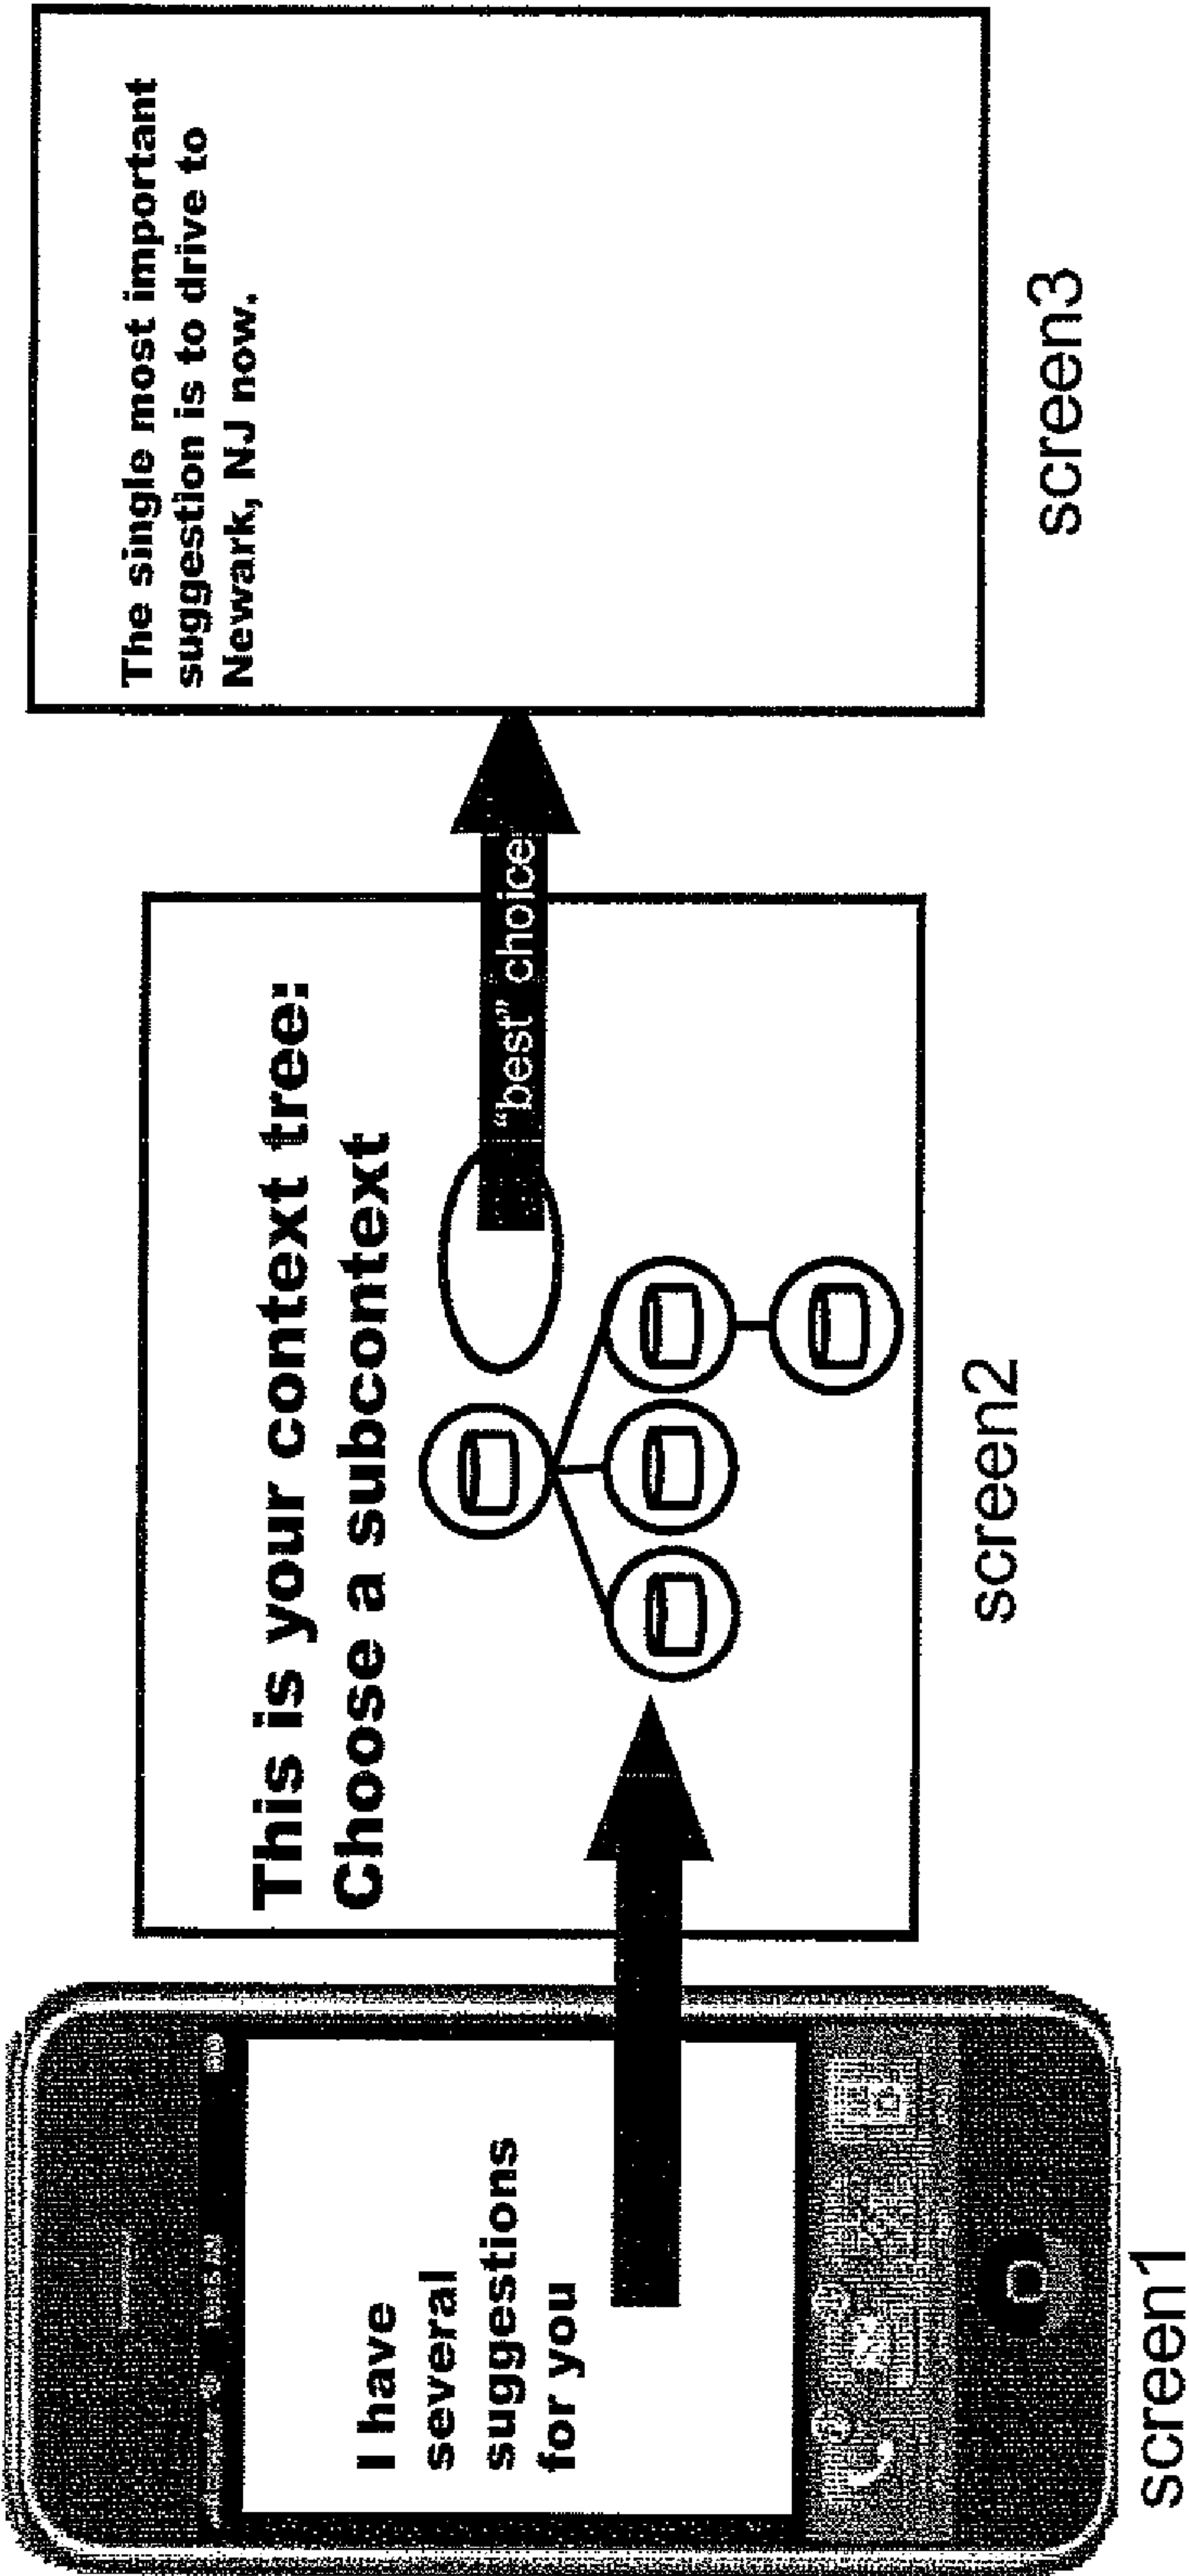 I have
several
suggestions
for you
screen1
This is your context tree:
Choose a subcontext
“best” choice
screen2
The single most important
suggestion is to drive to
Newark, NJ now.
screen3